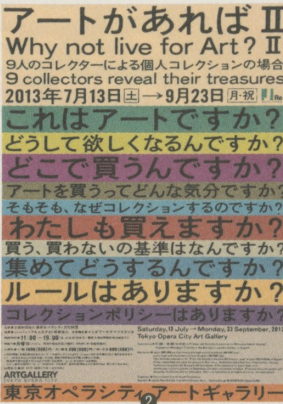 アートがあれば II
Why not live for Art? II
9人のコレクターによる個人コレクションの場合
9 collectors reveal their treasures
2013年7月13日[土]→9月23日[月・祝]
これはアートですか?
どうして欲しくなるんですか?
どこで買うんですか?
アートを買うってどんな気分ですか?
そもそも、なぜコレクションするのですか?
わたしも買えますか?
買う、買わないの基準はなんですか?
集めてどうするんですか?
ルールはありますか?
コレクションポリシーはありますか?
Saturday, 13 July → Monday, 23 September, 2013
Tokyo Opera City Art Gallery
ARTGALLERY
東京オペラシティ アートギャラリー
2